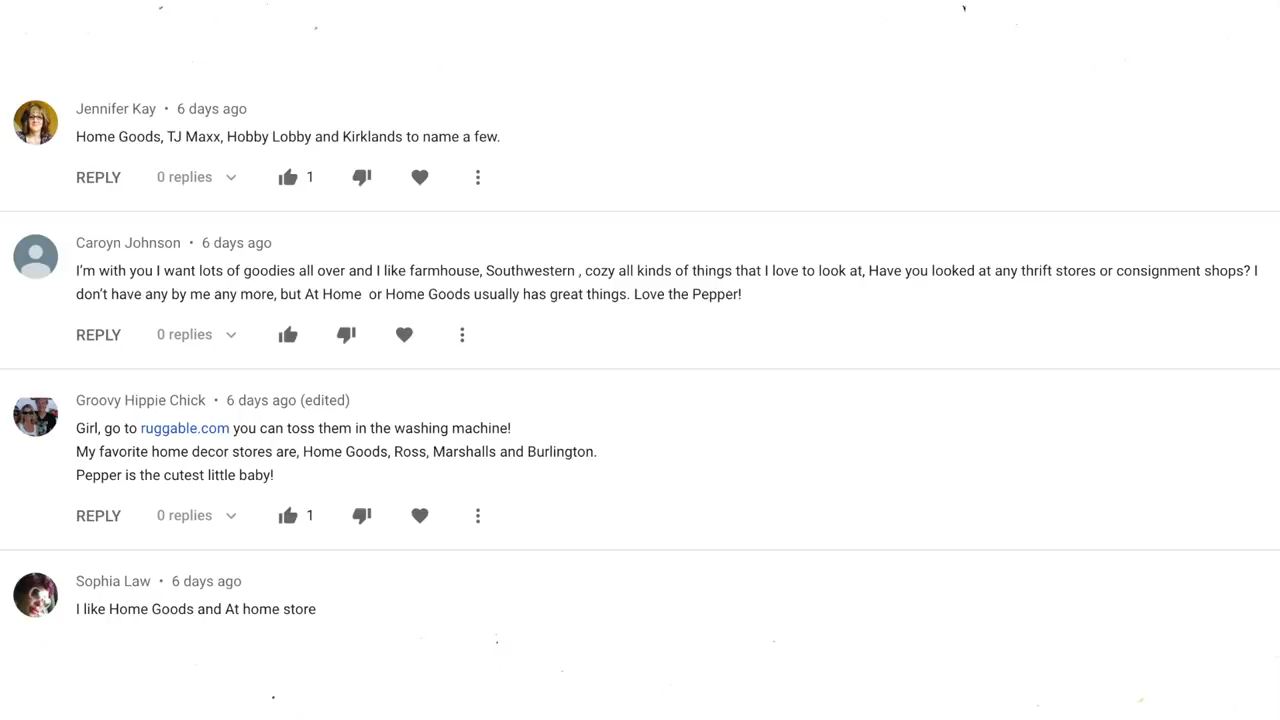 Jennifer Kay • 6 days ago
Home Goods, TJ Maxx, Hobby Lobby and Kirklands to name a few.
REPLY 0 replies 1
Caroyn Johnson • 6 days ago
I'm with you I want lots of goodies all over and I like farmhouse, Southwestern , cozy all kinds of things that I love to look at, Have you looked at any thrift stores or consignment shops? I
don't have any by me any more, but At Home or Home Goods usually has great things. Love the Pepper!
REPLY 0 replies
Groovy Hippie Chick • 6 days ago (edited)
Girl, go to ruggable.com you can toss them in the washing machine!
My favorite home decor stores are, Home Goods, Ross, Marshalls and Burlington.
Pepper is the cutest little baby!
REPLY 0 replies 1
Sophia Law • 6 days ago
I like Home Goods and At home store